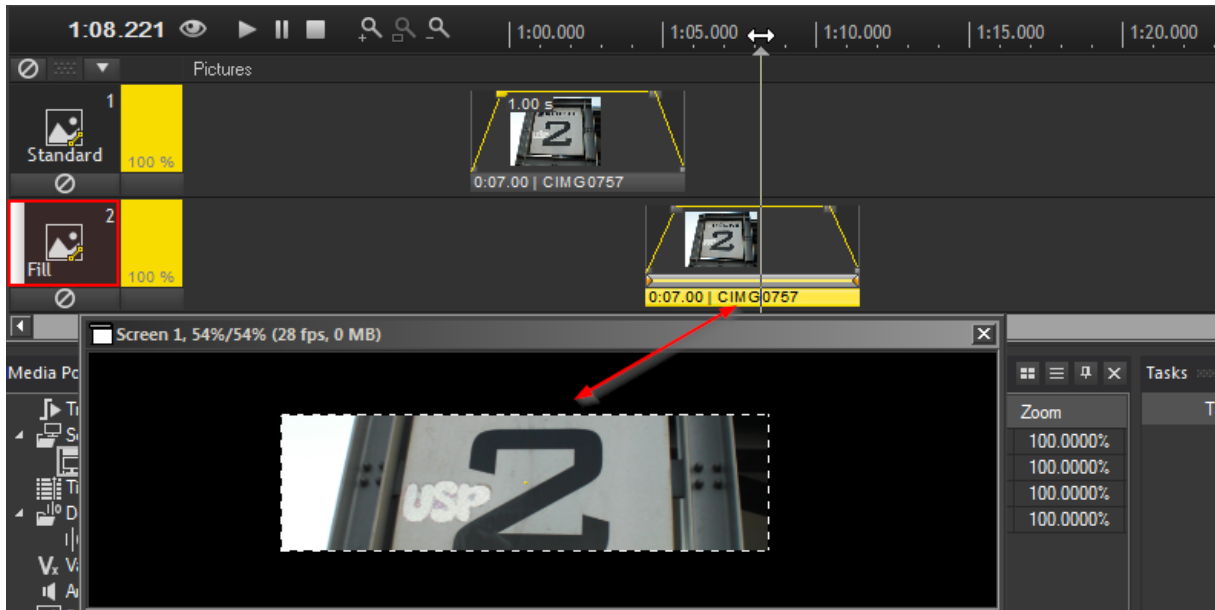 1:08.221 1:00.000 1:05.000 1:10.000 1:15.000 1:20.000
Pictures
1
Standard
100 %
1.00 s
2
0:07.00 | CIMG0757
2
Fill
100 %
2
0:07.00 | CIMG0757
Screen 1, 54%/54% (28 fps, 0 MB)
USP
2
Media Po
Zoom
Tasks
100.0000%
100.0000%
100.0000%
100.0000%